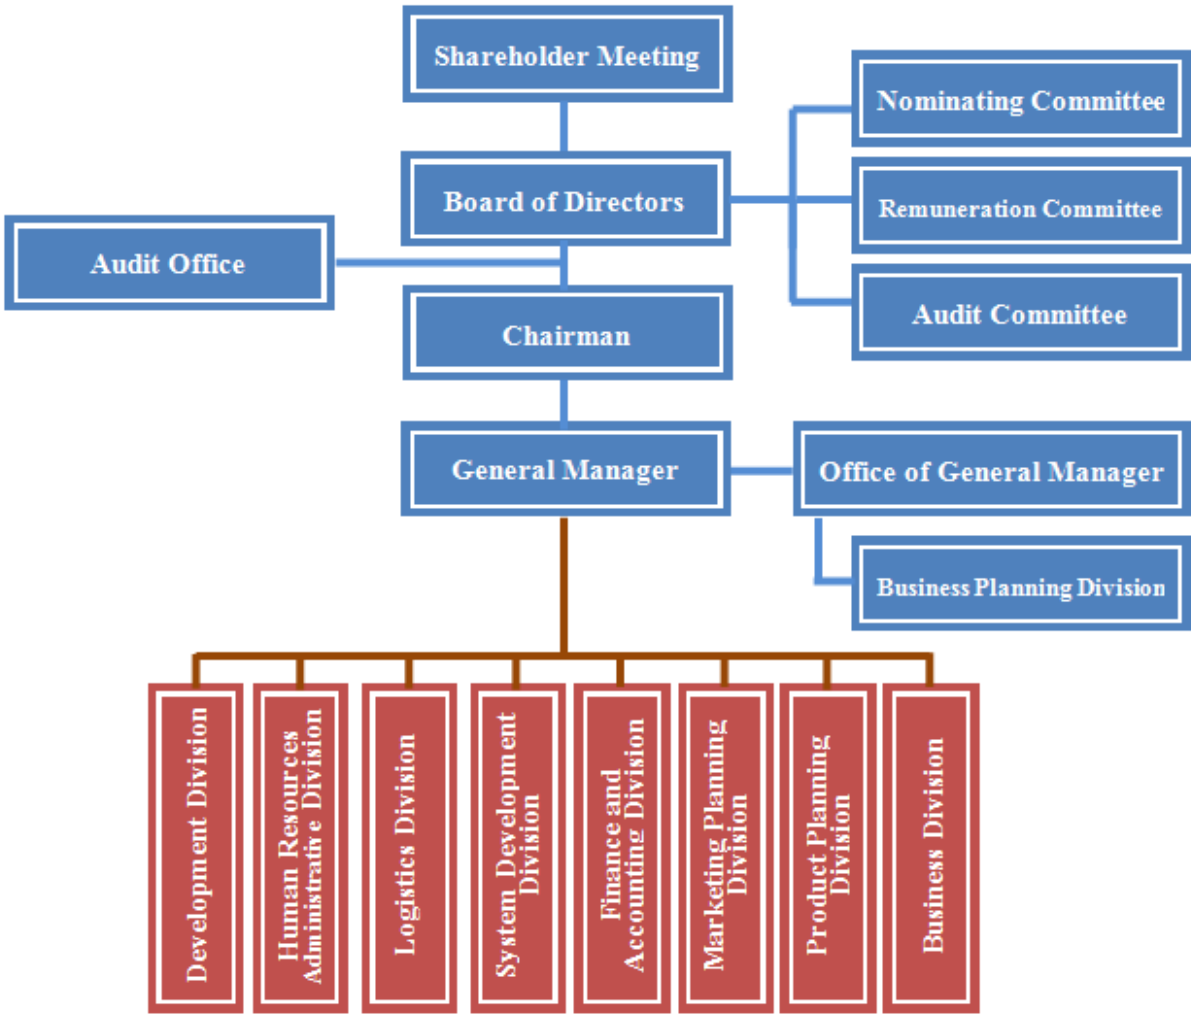 Shareholder Meeting
Nominating Committee
Board of Directors
Remuneration Committee
Audit Office
Audit Committee
Chairman
General Manager
Office of General Manager
Business Planning Division
Development Division
Human Resources
Administrative Division
Logistics Division
System Development
Division
Finance and
Accounting Division
Marketing Planning
Division
Product Planning
Division
Business Division